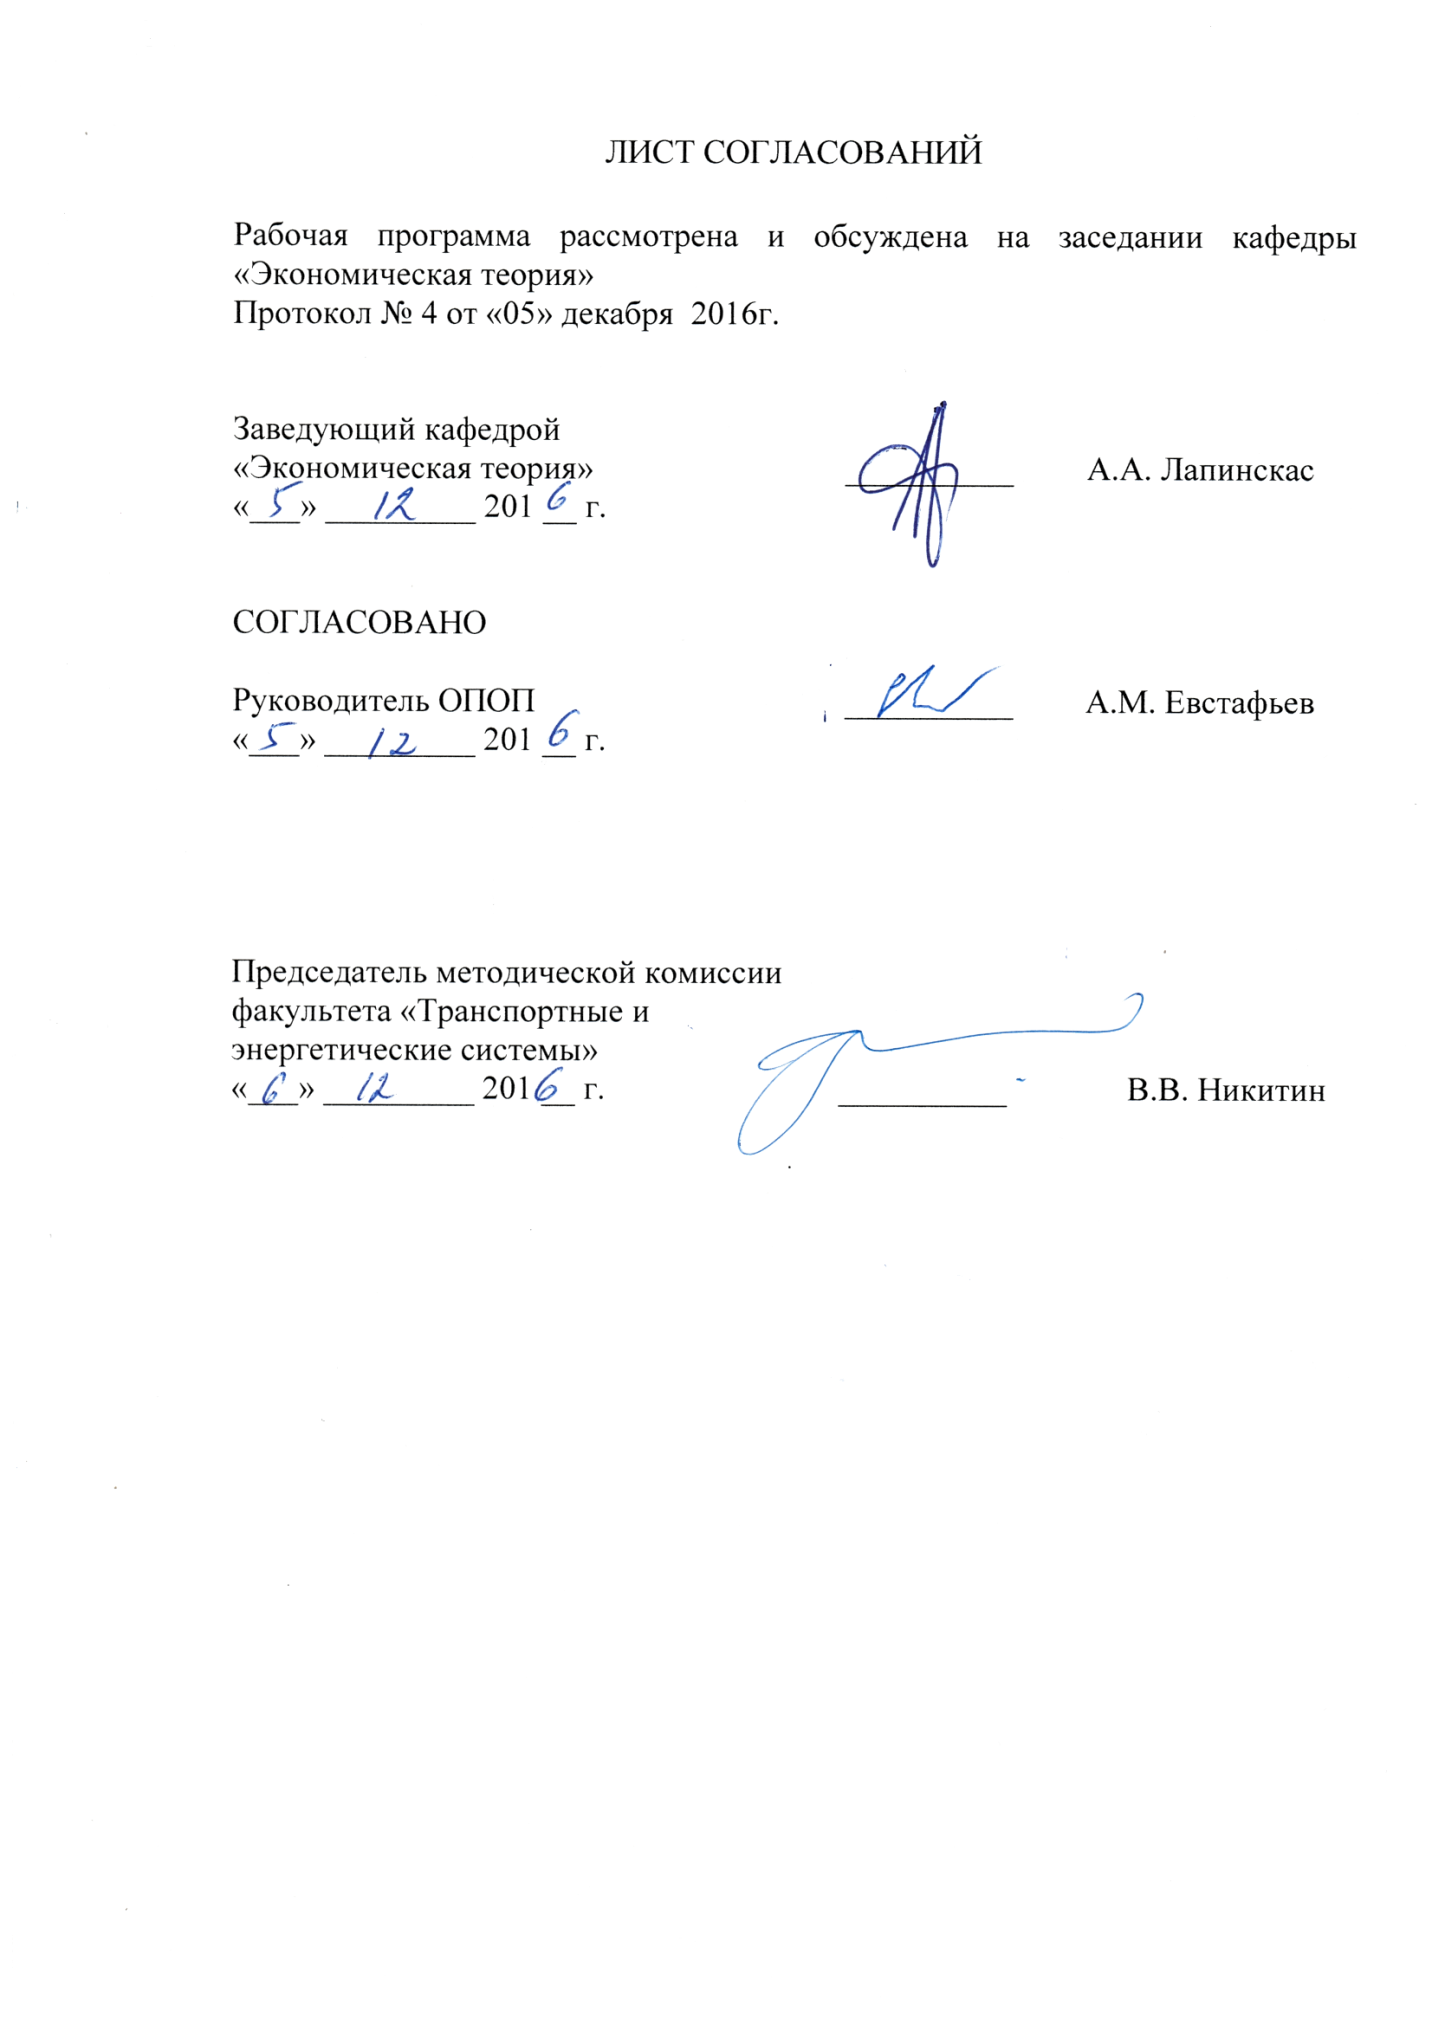 ЛИСТ СОГЛАСОВАНИЙ
Рабочая программа рассмотрена и обсуждена на заседании кафедры
«Экономическая теория»
Протокол № 4 от «05» декабря 2016г.
Заведующий кафедрой
«Экономическая теория» А.А. Лапинскас
«5» 12 2016 г.
СОГЛАСОВАНО
Руководитель ОПОП А.М. Евстафьев
«5» 12 2016 г.
Председатель методической комиссии
факультета «Транспортные и
энергетические системы»
«6» 12 2016 г. В.В. Никитин